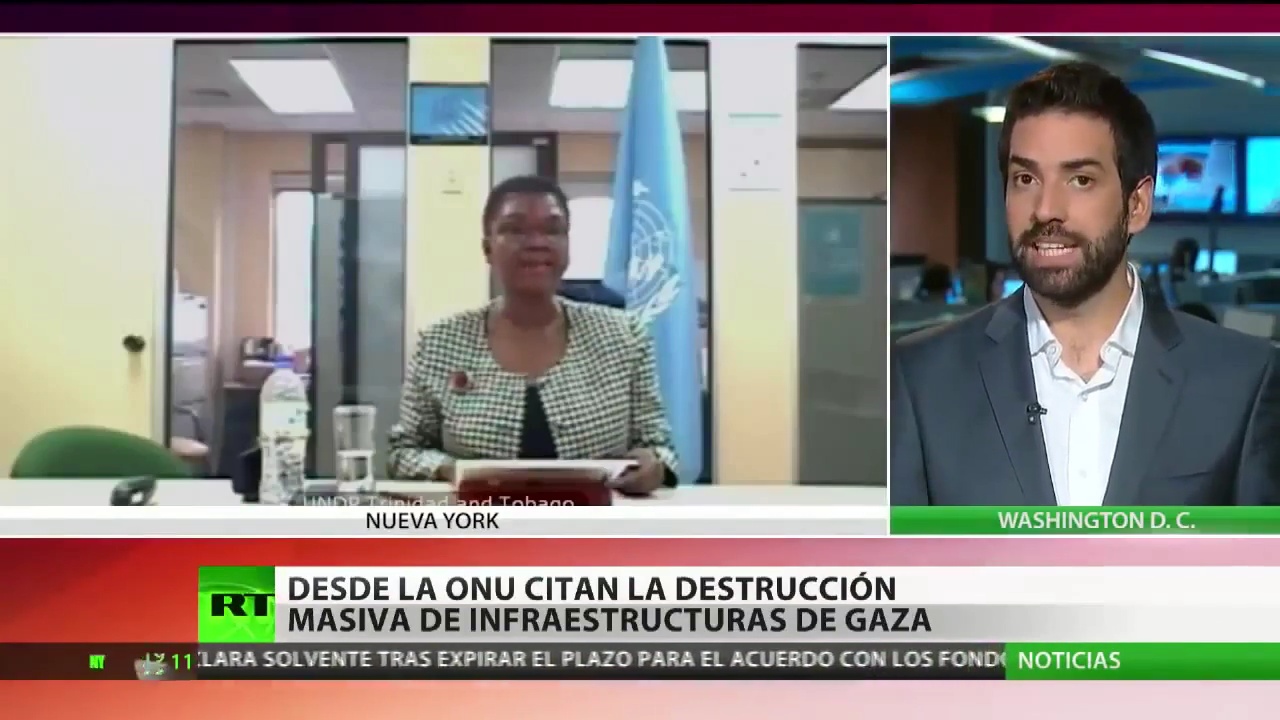 UNDP Trinidad and Tobago
NUEVA YORK
WASHINGTON D. C.
RT
DESDE LA ONU CITAN LA DESTRUCCIÓN
MASIVA DE INFRAESTRUCTURAS DE GAZA
NY
11
CLARA SOLVENTE TRAS EXPIRAR EL PLAZO PARA EL ACUERDO CON LOS FONDO
NOTICIAS